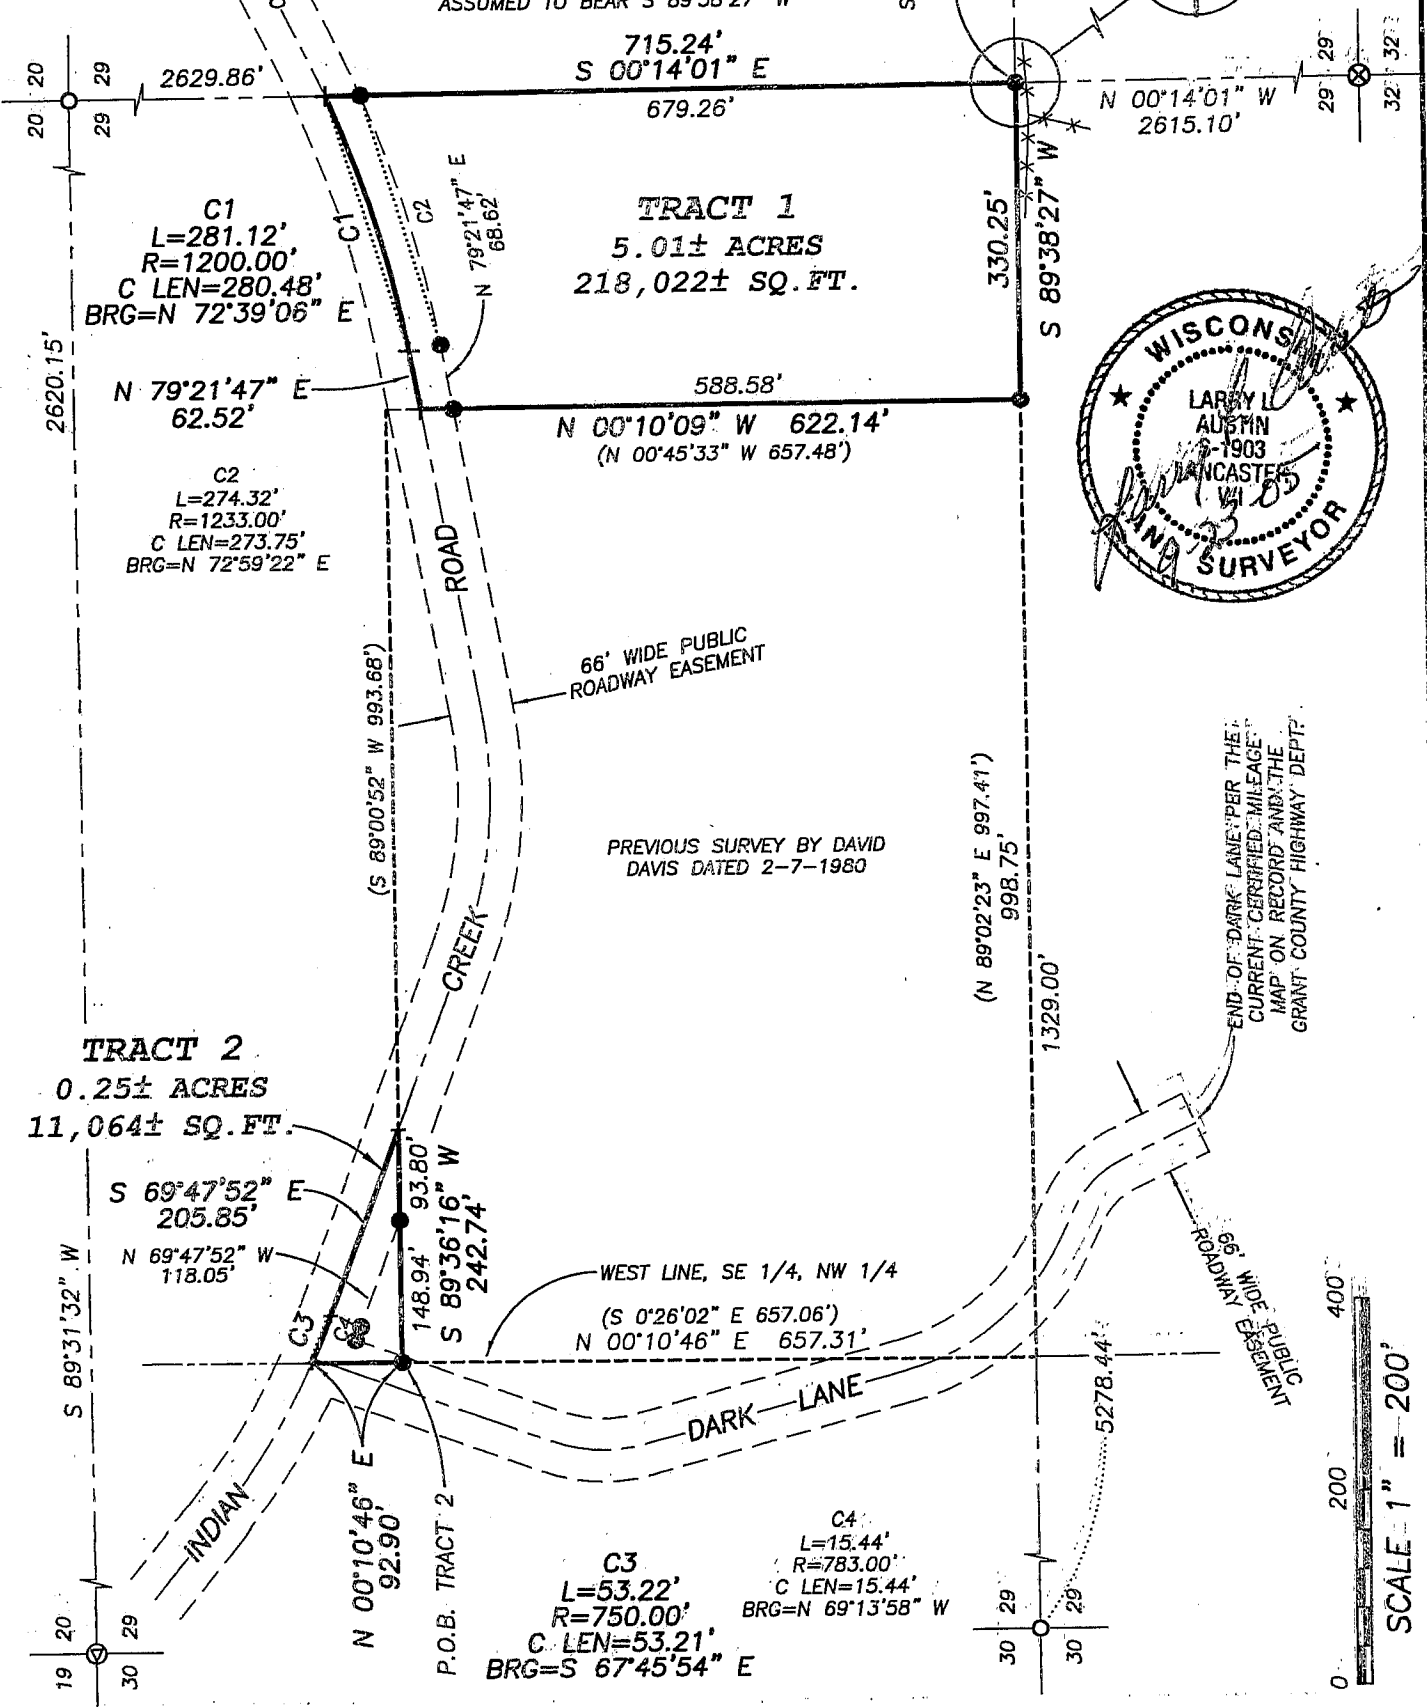 ASSUMED TO BEAR S 89°38'27" W
715.24'
S 00°14'01" E
679.26'
2629.86'
20
29
20
29
29
29
32
32
N 00°14'01" W
2615.10'
C1
L=281.12'
R=1200.00'
C LEN=280.48'
BRG=N 72°39'06" E
C1
C2
N 79°21'47" E
68.62'
TRACT 1
5.01± ACRES
218,022± SQ.FT.
330.25'
S 89°38'27" W
WISCONSIN
LARRY L
AUSTIN
S-1903
LANCASTER
WI
LAND SURVEYOR
2620.15'
N 79°21'47" E
62.52'
588.58'
N 00°10'09" W 622.14'
(N 00°45'33" W 657.48')
C2
L=274.32'
R=1233.00'
C LEN=273.75'
BRG=N 72°59'22" E
ROAD
66' WIDE PUBLIC
ROADWAY EASEMENT
(S 89°00'52" W 993.68')
PREVIOUS SURVEY BY DAVID
DAVIS DATED 2-7-1980
(N 89°02'23" E 997.41')
998.75'
1329.00'
END OF DARK LANE PER THE
CURRENT CERTIFIED MILEAGE
MAP ON RECORD AND THE
GRANT COUNTY HIGHWAY DEPT.
CREEK
TRACT 2
0.25± ACRES
11,064± SQ.FT.
S 69°47'52" E
205.85'
N 69°47'52" W
118.05'
93.80'
148.94'
S 89°36'16" W
242.74'
C3
C4
WEST LINE, SE 1/4, NW 1/4
(S 0°26'02" E 657.06')
N 00°10'46" E 657.31'
66' WIDE PUBLIC
ROADWAY EASEMENT
S 89°31'32" W
DARK LANE
5278.44'
INDIAN
N 00°10'46" E
92.90'
P.O.B. TRACT 2
C3
L=53.22'
R=750.00'
C LEN=53.21'
BRG=S 67°45'54" E
C4
L=15.44'
R=783.00'
C LEN=15.44'
BRG=N 69°13'58" W
19
20
30
29
30
29
30
29
0
200
400
SCALE 1" = 200'